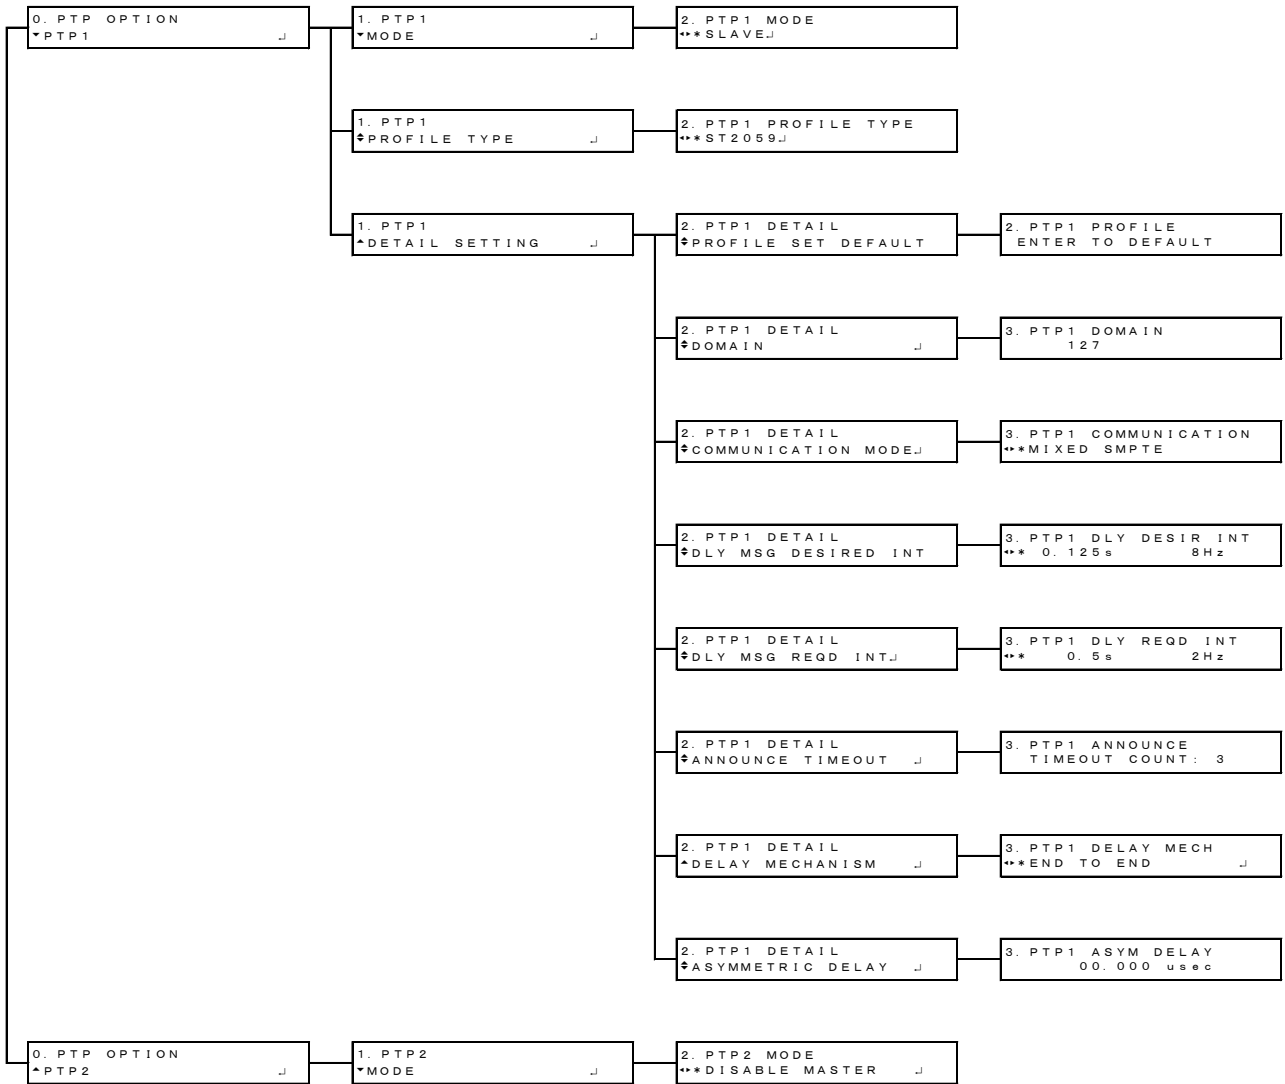 0. PTP OPTION
▾PTP1 ↵
1. PTP1
▾MODE ↵
2. PTP1 MODE
◂▸*SLAVE↵
1. PTP1
♦PROFILE TYPE ↵
2. PTP1 PROFILE TYPE
◂▸*ST2059↵
1. PTP1
▴DETAIL SETTING ↵
2. PTP1 DETAIL
♦PROFILE SET DEFAULT
2. PTP1 PROFILE
ENTER TO DEFAULT
2. PTP1 DETAIL
♦DOMAIN ↵
3. PTP1 DOMAIN
127
2. PTP1 DETAIL
♦COMMUNICATION MODE↵
3. PTP1 COMMUNICATION
◂▸*MIXED SMPTE
2. PTP1 DETAIL
♦DLY MSG DESIRED INT
3. PTP1 DLY DESIR INT
◂▸* 0.125s 8Hz
2. PTP1 DETAIL
♦DLY MSG REQD INT↵
3. PTP1 DLY REQD INT
◂▸* 0.5s 2Hz
2. PTP1 DETAIL
♦ANNOUNCE TIMEOUT ↵
3. PTP1 ANNOUNCE
TIMEOUT COUNT: 3
2. PTP1 DETAIL
▴DELAY MECHANISM ↵
3. PTP1 DELAY MECH
◂▸*END TO END ↵
2. PTP1 DETAIL
♦ASYMMETRIC DELAY ↵
3. PTP1 ASYM DELAY
00.000 usec
0. PTP OPTION
▴PTP2 ↵
1. PTP2
▾MODE ↵
2. PTP2 MODE
◂▸*DISABLE MASTER ↵